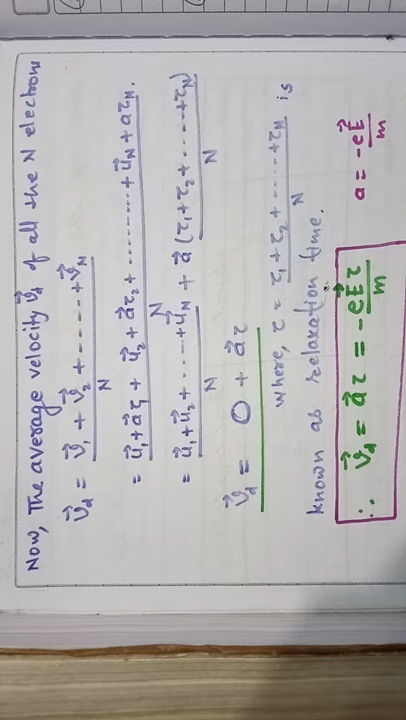 Now, The average velocity v⃗d of all the N electrons
v⃗d = (v⃗1 + v⃗2 + ----- + v⃗N) / N
= (u⃗1 + a⃗τ1 + u⃗2 + a⃗τ2 + -------- + u⃗N + aτN.) / N
= (u⃗1 + u⃗2 + --- + u⃗N) / N + a⃗ (τ1 + τ2 + ---- + τN) / N
v⃗d = 0 + a⃗τ
where, τ = (τ1 + τ2 + ----- + τN) / N is
known as relaxation time.
∴ v⃗d = a⃗τ = -eE⃗τ / m
a = -eE⃗ / m